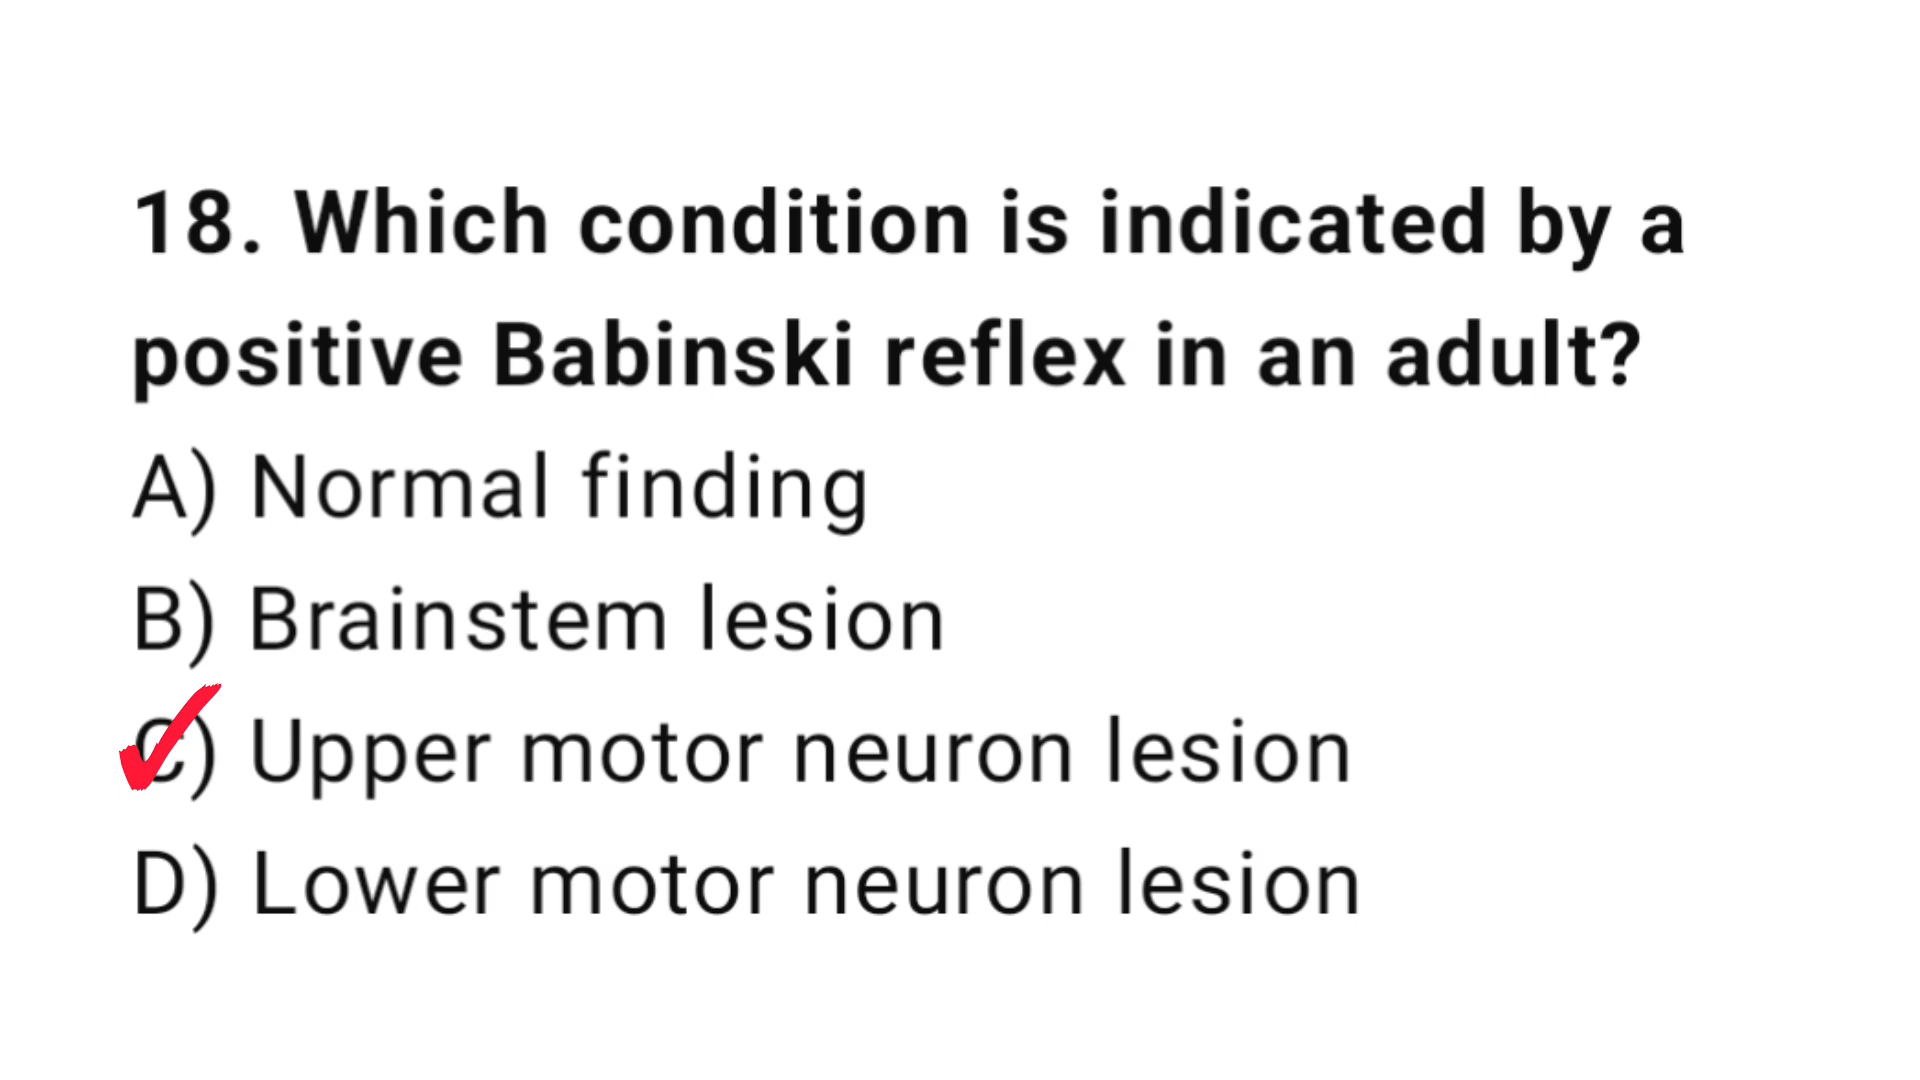 18. Which condition is indicated by a
positive Babinski reflex in an adult?
A) Normal finding
B) Brainstem lesion
C) Upper motor neuron lesion
D) Lower motor neuron lesion